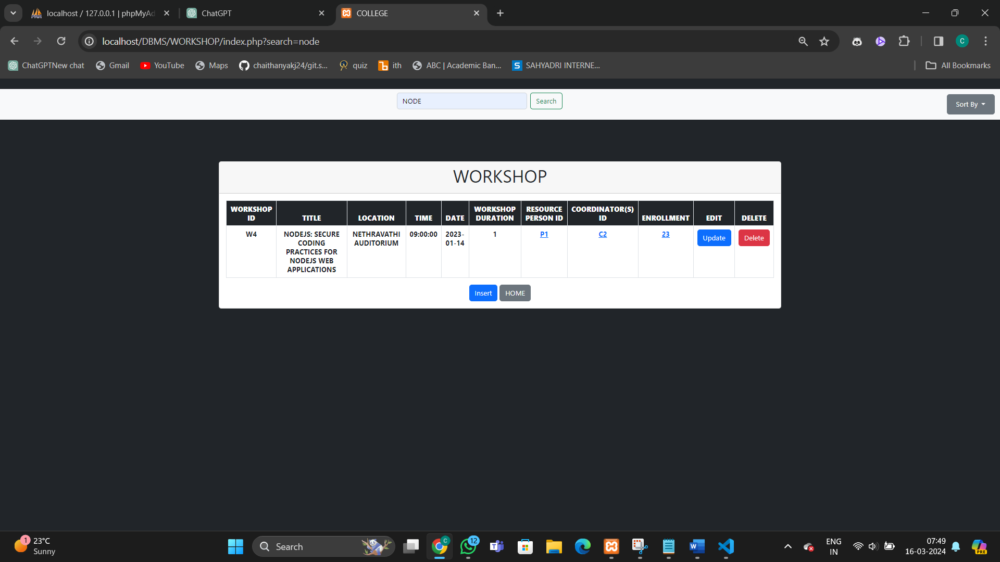 localhost / 127.0.0.1 | phpMyAd
ChatGPT
COLLEGE
localhost/DBMS/WORKSHOP/index.php?search=node
C
ChatGPTNew chat
Gmail
YouTube
Maps
chaithanyakj24/git.s...
quiz
ith
ABC | Academic Ban...
SAHYADRI INTERNE...
All Bookmarks
NODE
Search
Sort By
WORKSHOP
WORKSHOP ID
TITLE
LOCATION
TIME
DATE
WORKSHOP DURATION
RESOURCE PERSON ID
COORDINATOR(S) ID
ENROLLMENT
EDIT
DELETE
W4
NODEJS: SECURE
CODING
PRACTICES FOR
NODEJS WEB
APPLICATIONS
NETHRAVATHI
AUDITORIUM
09:00:00
2023-
01-14
1
P1
C2
23
Update
Delete
Insert
HOME
1
23°C
Sunny
Search
C
12
ENG
IN
07:49
16-03-2024
PRE